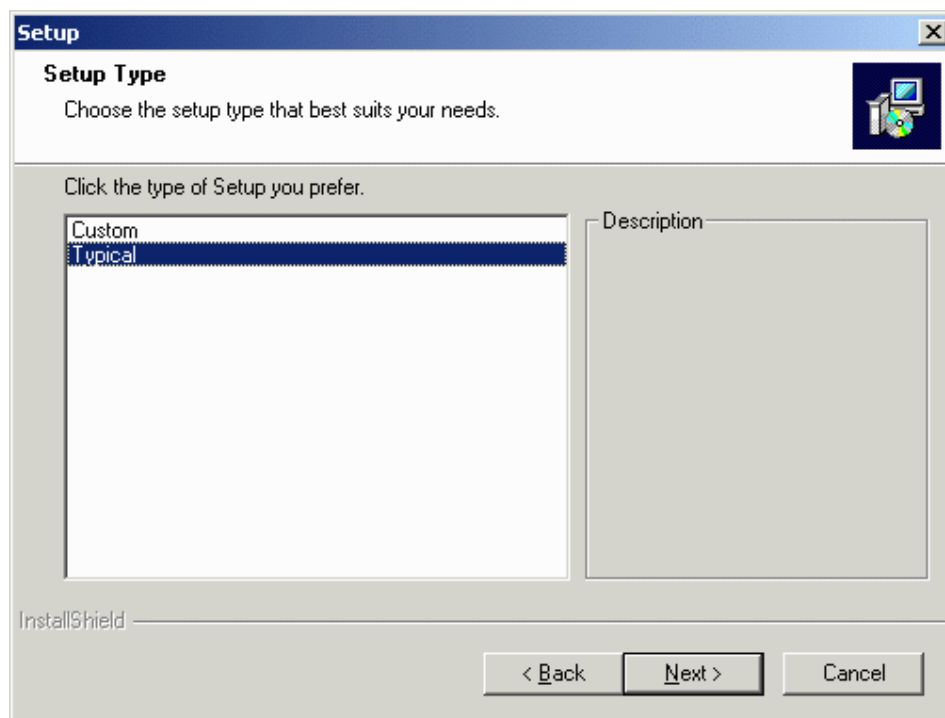 Setup
Setup Type
Choose the setup type that best suits your needs.
Click the type of Setup you prefer.
Custom
Typical
Description
InstallShield
< Back
Next >
Cancel